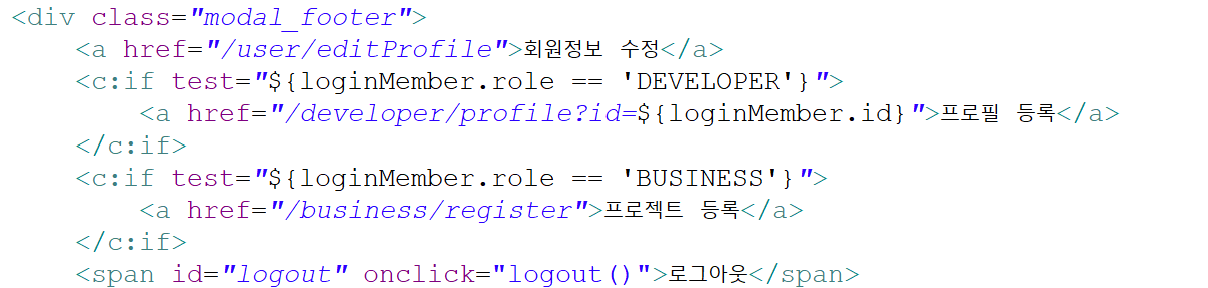 <div class="modal_footer">
    <a href="/user/editProfile">회원정보 수정</a>
    <c:if test="${loginMember.role == 'DEVELOPER'}">
        <a href="/developer/profile?id=${loginMember.id}">프로필 등록</a>
    </c:if>
    <c:if test="${loginMember.role == 'BUSINESS'}">
        <a href="/business/register">프로젝트 등록</a>
    </c:if>
    <span id="logout" onclick="logout()">로그아웃</span>